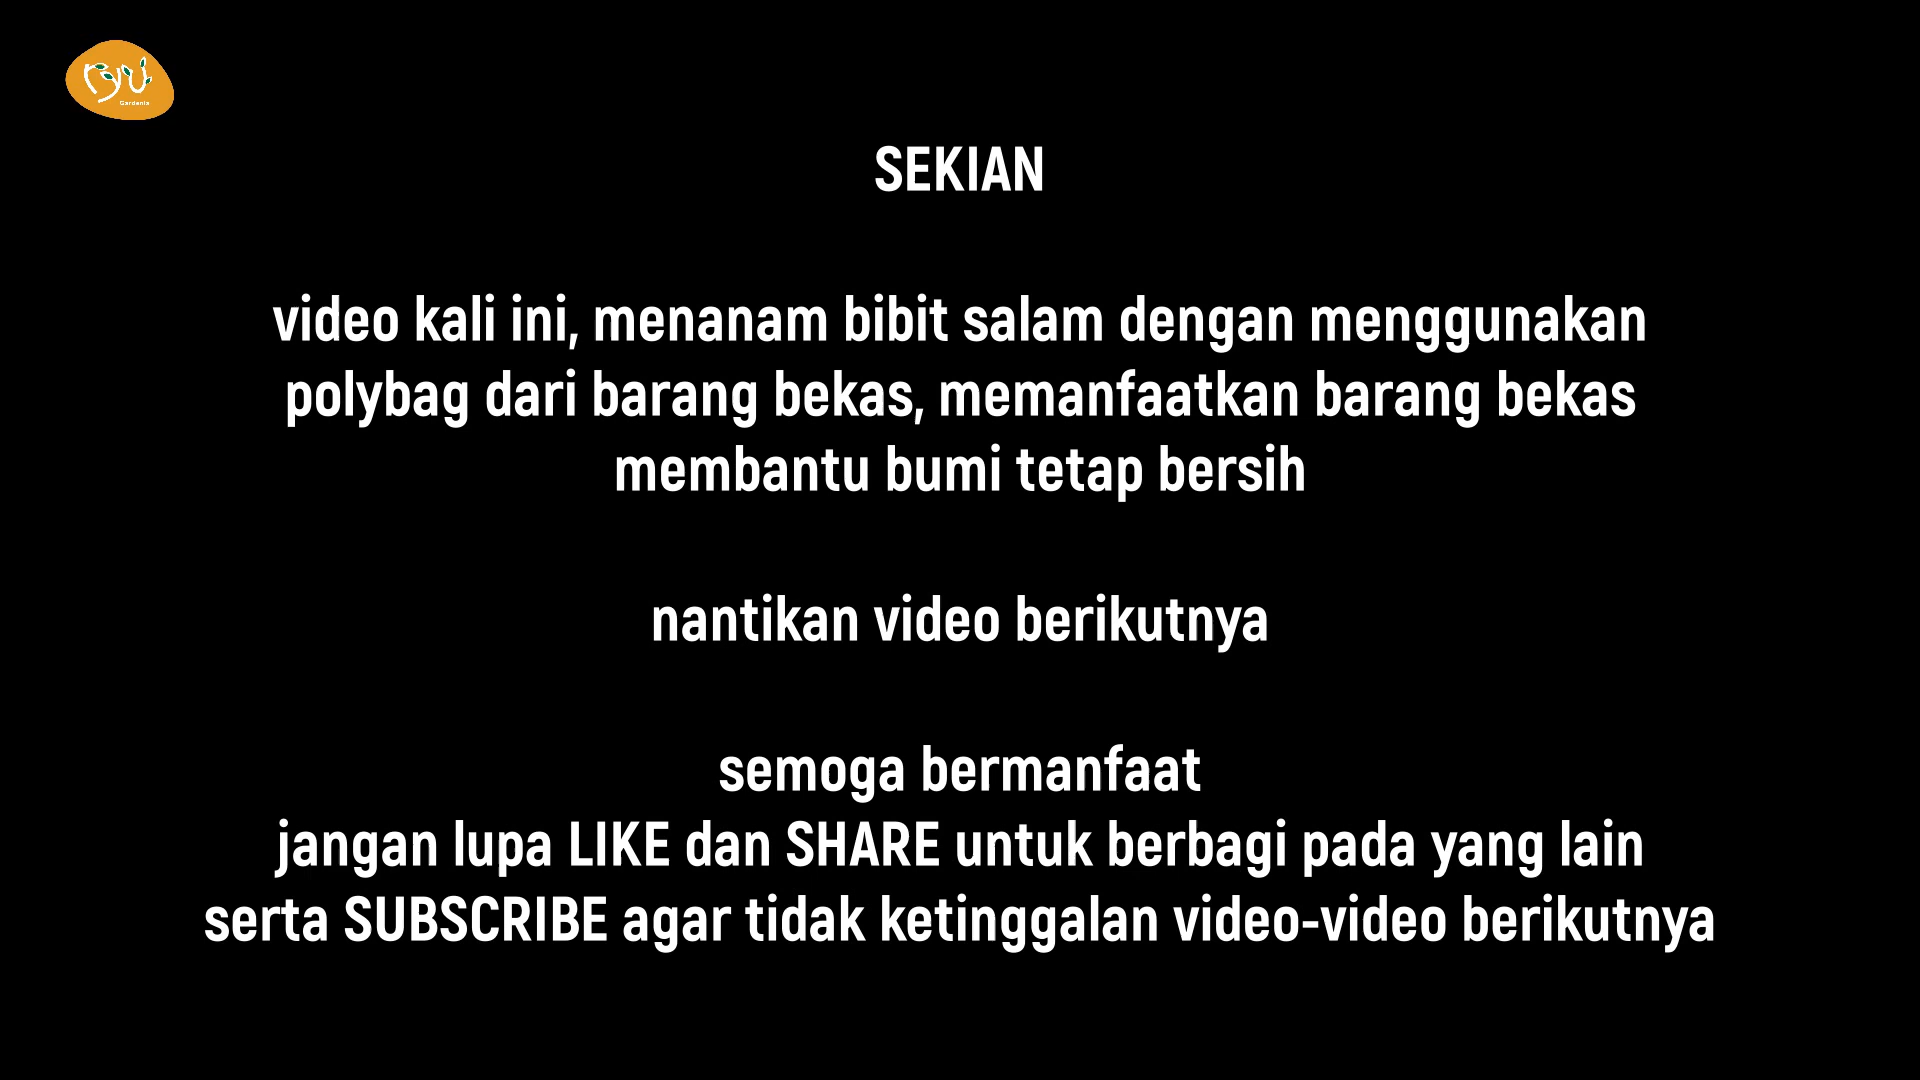 ryu
Gardenia
SEKIAN
video kali ini, menanam bibit salam dengan menggunakan
polybag dari barang bekas, memanfaatkan barang bekas
membantu bumi tetap bersih
nantikan video berikutnya
semoga bermanfaat
jangan lupa LIKE dan SHARE untuk berbagi pada yang lain
serta SUBSCRIBE agar tidak ketinggalan video-video berikutnya